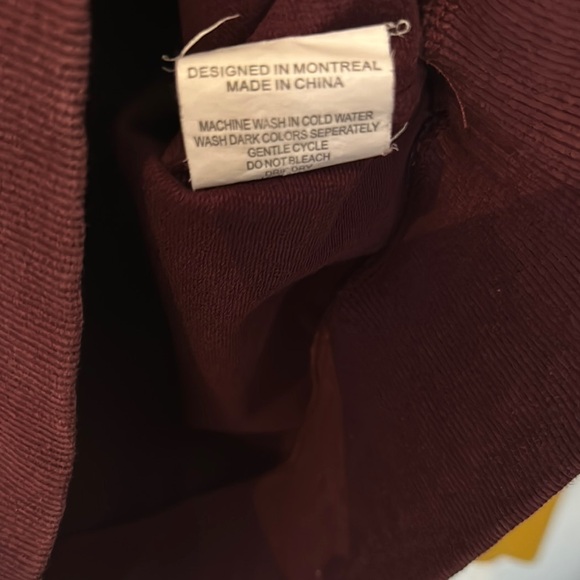 DESIGNED IN MONTREAL
MADE IN CHINA
MACHINE WASH IN COLD WATER
WASH DARK COLORS SEPERATELY
GENTLE CYCLE
DO NOT BLEACH
DRY